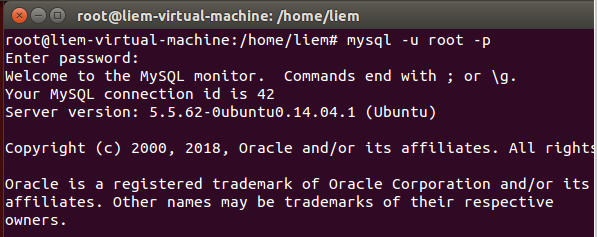 root@liem-virtual-machine: /home/liem
root@liem-virtual-machine:/home/liem# mysql -u root -p
Enter password:
Welcome to the MySQL monitor.  Commands end with ; or \g.
Your MySQL connection id is 42
Server version: 5.5.62-0ubuntu0.14.04.1 (Ubuntu)
Copyright (c) 2000, 2018, Oracle and/or its affiliates. All rights
Oracle is a registered trademark of Oracle Corporation and/or its
affiliates. Other names may be trademarks of their respective
owners.